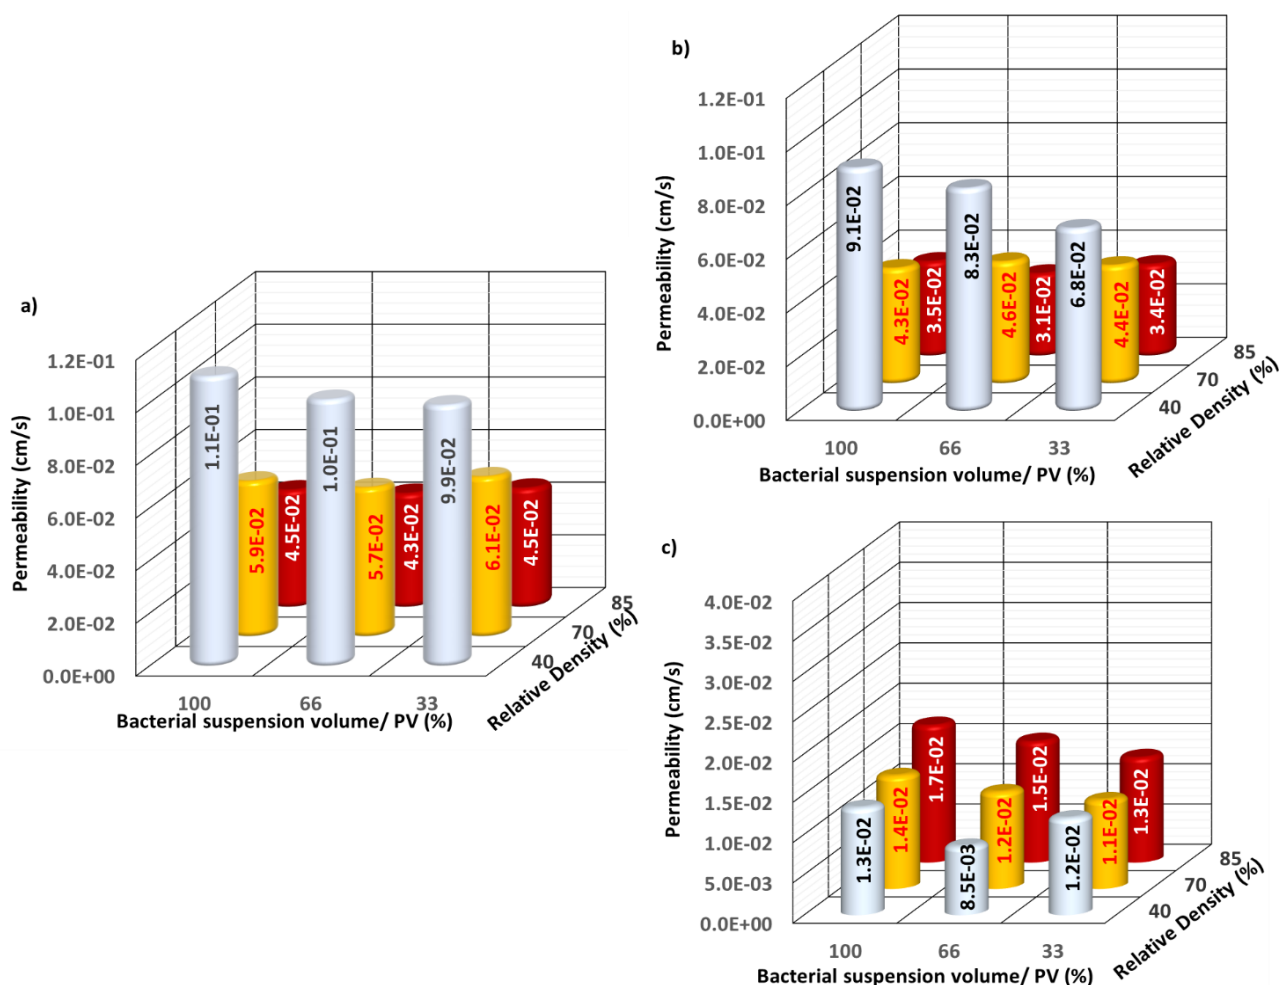 a)
Permeability (cm/s)
1.2E-01
1.0E-01
8.0E-02
6.0E-02
4.0E-02
2.0E-02
0.0E+00
1.1E-01
1.0E-01
9.9E-02
5.9E-02
5.7E-02
6.1E-02
4.5E-02
4.3E-02
4.5E-02
100
66
33
40
70
85
Bacterial suspension volume/ PV (%)
Relative Density (%)
b)
Permeability (cm/s)
1.2E-01
1.0E-01
8.0E-02
6.0E-02
4.0E-02
2.0E-02
0.0E+00
9.1E-02
8.3E-02
6.8E-02
4.3E-02
4.6E-02
4.4E-02
3.5E-02
3.1E-02
3.4E-02
100
66
33
40
70
85
Bacterial suspension volume/ PV (%)
Relative Density (%)
c)
Permeability (cm/s)
4.0E-02
3.5E-02
3.0E-02
2.5E-02
2.0E-02
1.5E-02
1.0E-02
5.0E-03
0.0E+00
1.3E-02
8.5E-03
1.2E-02
1.4E-02
1.2E-02
1.1E-02
1.7E-02
1.5E-02
1.3E-02
100
66
33
40
70
85
Bacterial suspension volume/ PV (%)
Relative Density (%)